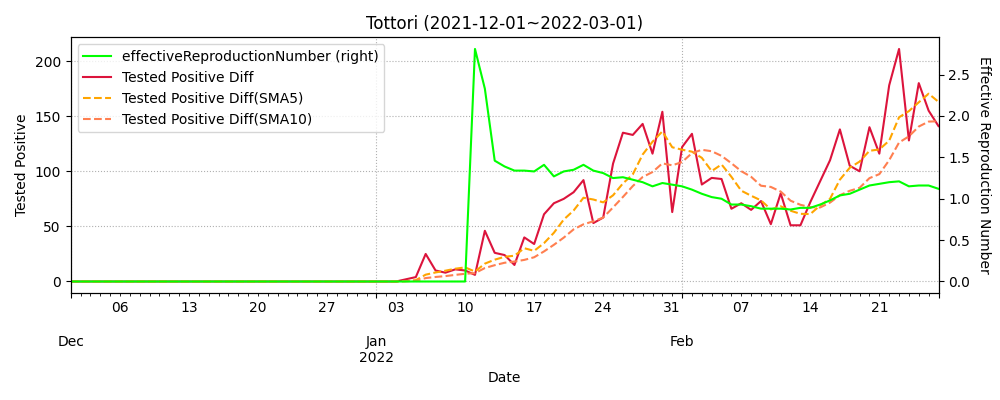 Tottori (2021-12-01~2022-03-01)
effectiveReproductionNumber (right)
Tested Positive Diff
Tested Positive Diff(SMA5)
Tested Positive Diff(SMA10)
Tested Positive
200
150
100
50
0
Effective Reproduction Number
2.5
2.0
1.5
1.0
0.5
0.0
06 13 20 27 03 10 17 24 31 07 14 21
Dec Jan Feb
2022
Date